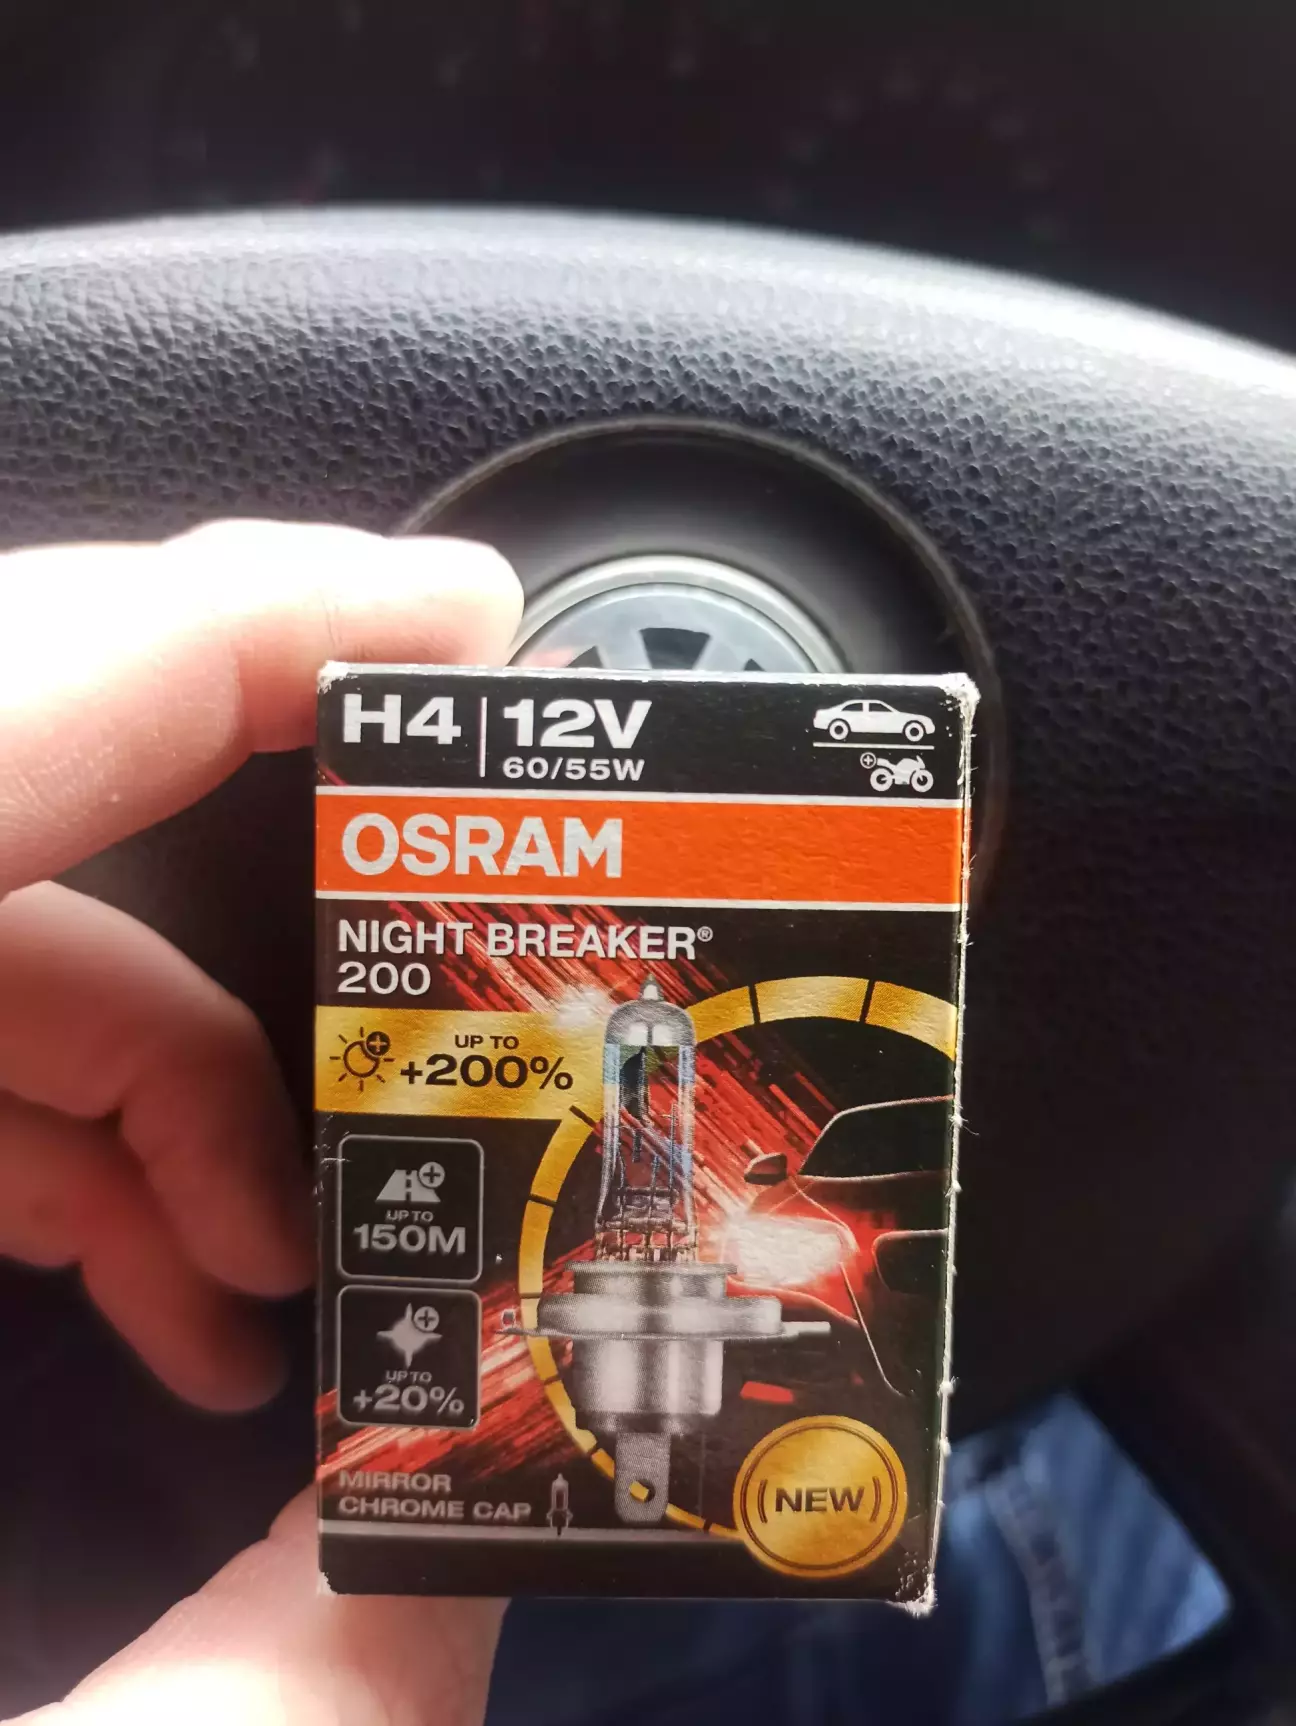 H4 | 12V
60/55W
OSRAM
NIGHT BREAKER®
200
UP TO
+200%
UP TO
150M
UP TO
+20%
MIRROR
CHROME CAP
(NEW)